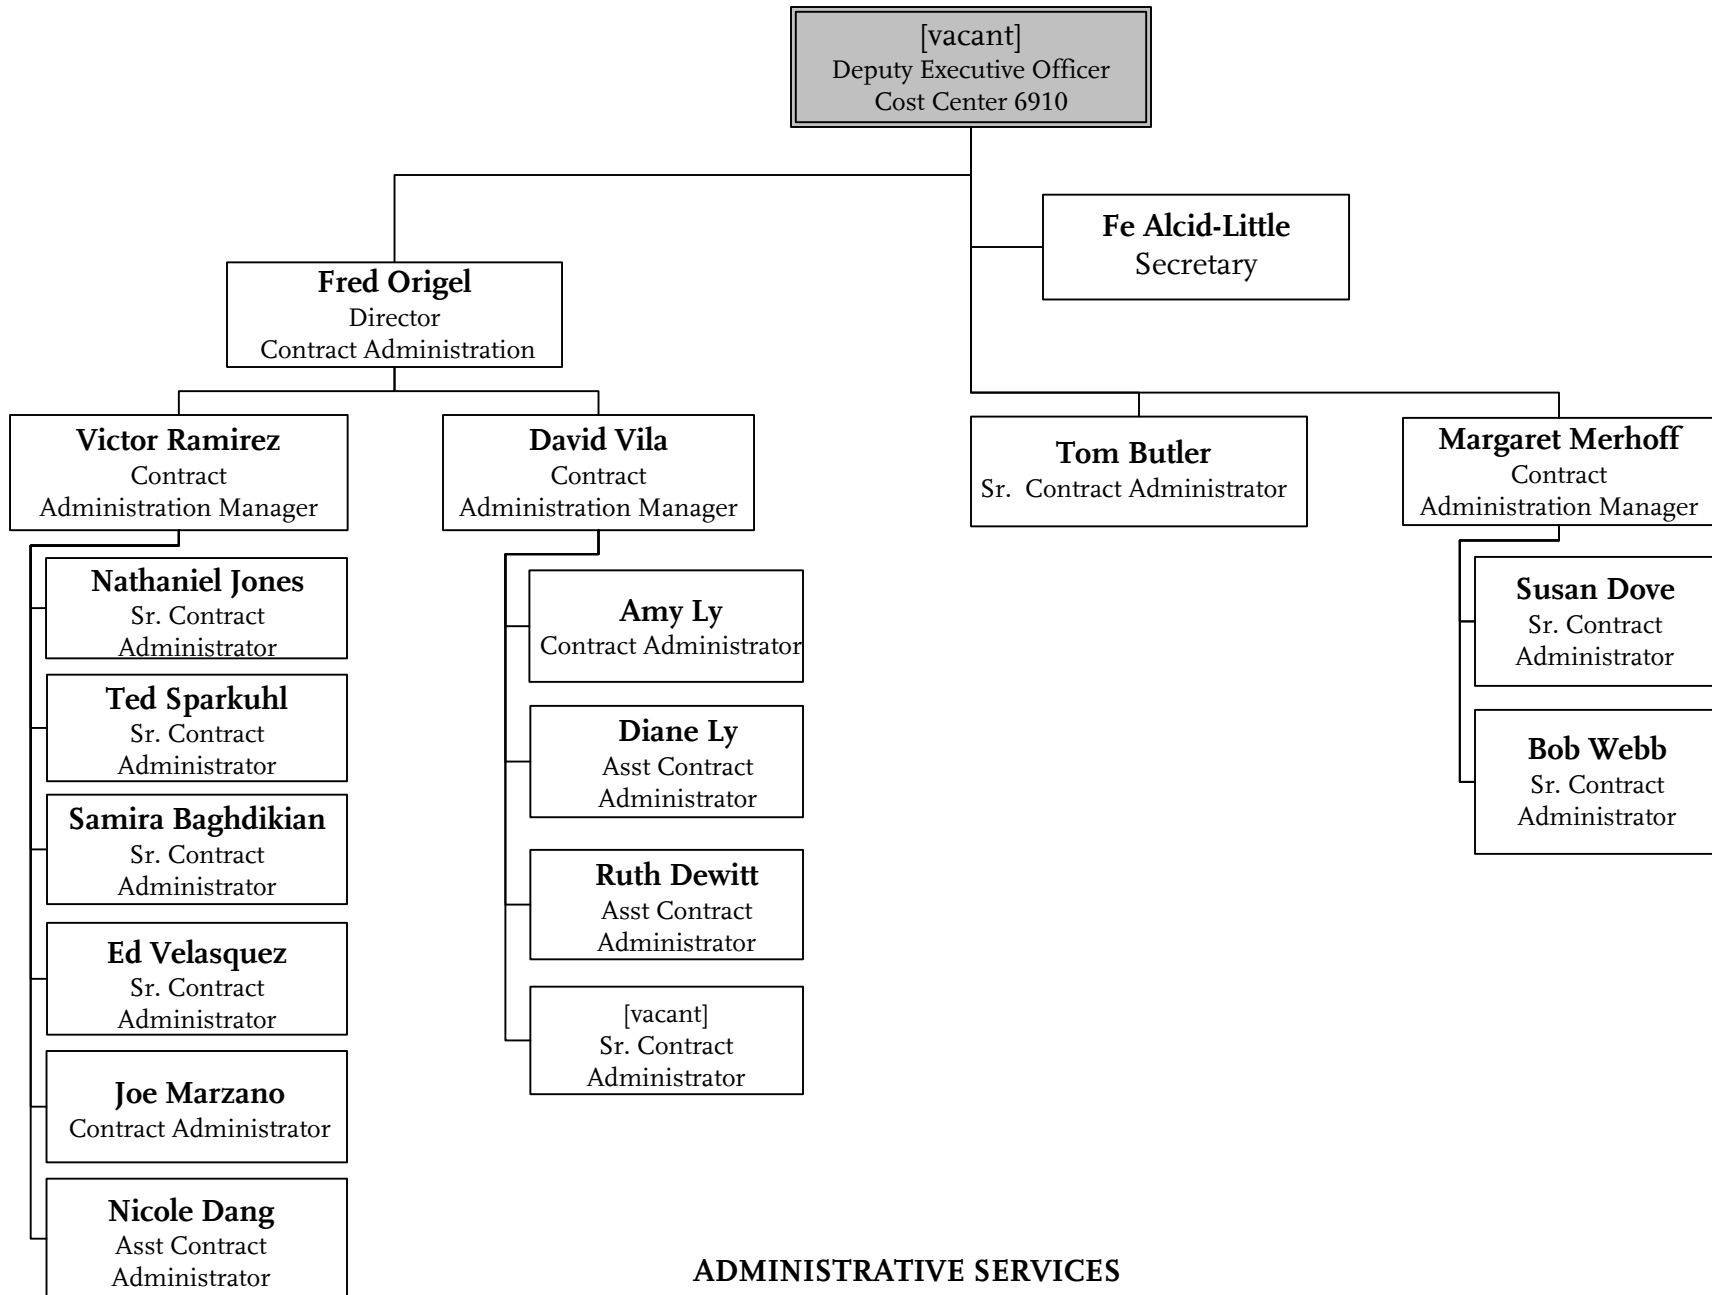 [vacant]
Deputy Executive Officer
Cost Center 6910
Fe Alcid-Little
Secretary
Fred Origel
Director
Contract Administration
Victor Ramirez
Contract
Administration Manager
David Vila
Contract
Administration Manager
Tom Butler
Sr. Contract Administrator
Margaret Merhoff
Contract
Administration Manager
Nathaniel Jones
Sr. Contract
Administrator
Ted Sparkuhl
Sr. Contract
Administrator
Samira Baghdikian
Sr. Contract
Administrator
Ed Velasquez
Sr. Contract
Administrator
Joe Marzano
Contract Administrator
Nicole Dang
Asst Contract
Administrator
Amy Ly
Contract Administrator
Diane Ly
Asst Contract
Administrator
Ruth Dewitt
Asst Contract
Administrator
[vacant]
Sr. Contract
Administrator
Susan Dove
Sr. Contract
Administrator
Bob Webb
Sr. Contract
Administrator
ADMINISTRATIVE SERVICES